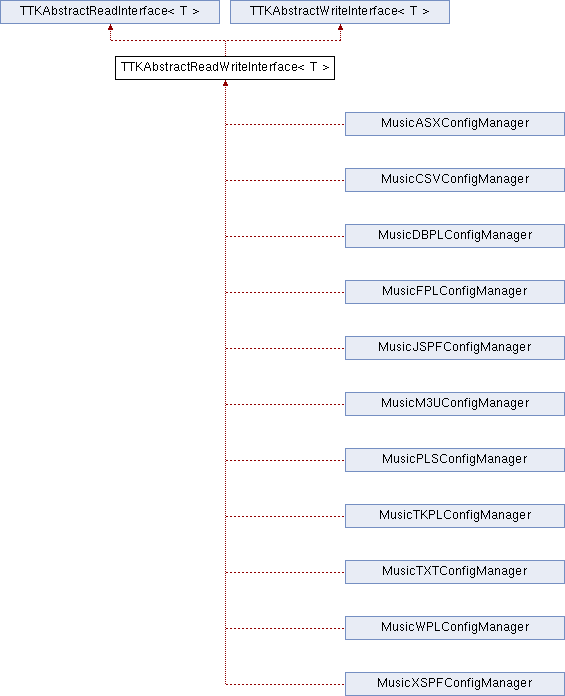 TTKAbstractReadInterface< T >
TTKAbstractWriteInterface< T >
TTKAbstractReadWriteInterface< T >
MusicASXConfigManager
MusicCSVConfigManager
MusicDBPLConfigManager
MusicFPLConfigManager
MusicJSPFConfigManager
MusicM3UConfigManager
MusicPLSConfigManager
MusicTKPLConfigManager
MusicTXTConfigManager
MusicWPLConfigManager
MusicXSPFConfigManager